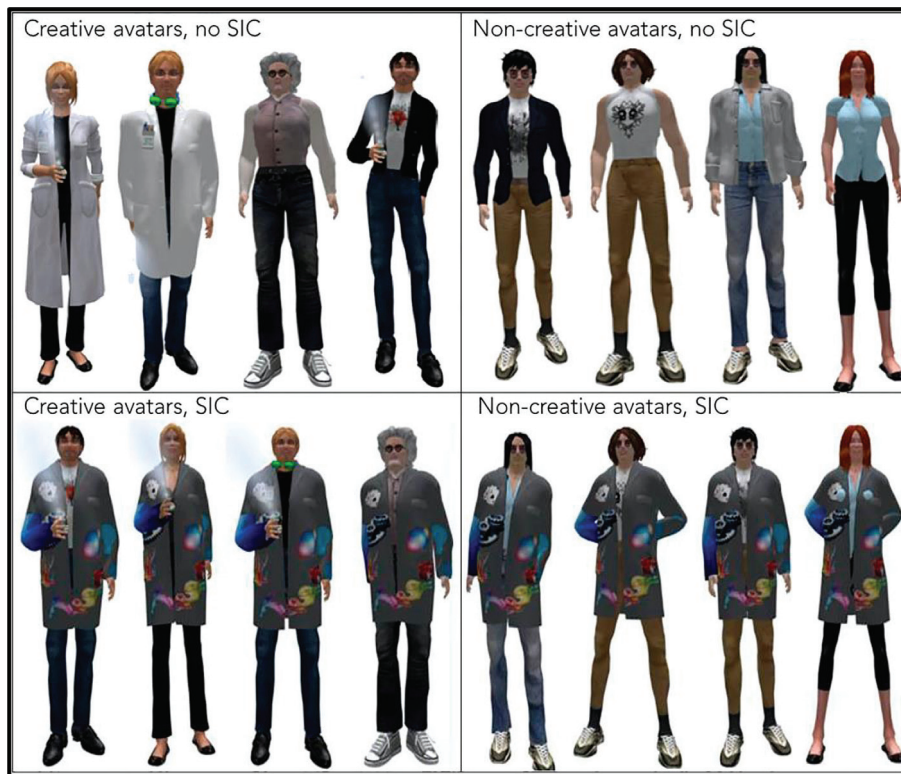 Creative avatars, no SIC
Non-creative avatars, no SIC
Creative avatars, SIC
Non-creative avatars, SIC